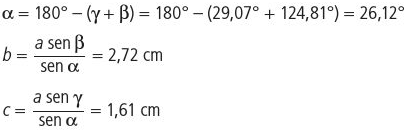 α = 180° – (γ + β) = 180° – (29,07° + 124,81°) = 26,12°
b = a sen β / sen α = 2,72 cm
c = a sen γ / sen α = 1,61 cm